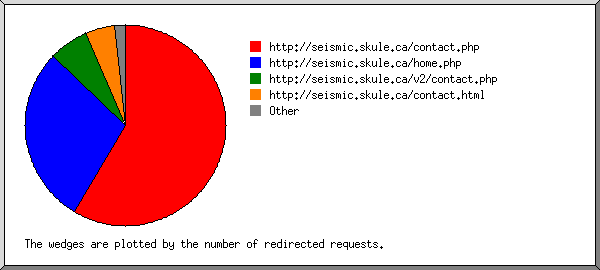 http://seismic.skule.ca/contact.php
http://seismic.skule.ca/home.php
http://seismic.skule.ca/v2/contact.php
http://seismic.skule.ca/contact.html
Other
The wedges are plotted by the number of redirected requests.